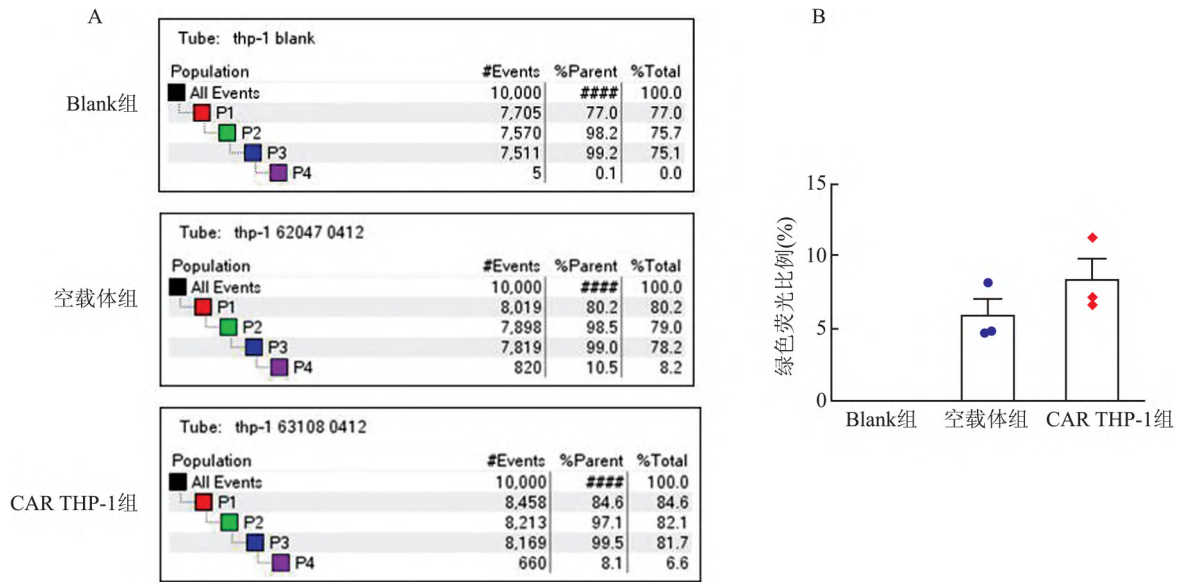 A
Blank组
Tube: thp-1 blank
Population #Events %Parent %Total
All Events 10,000 #### 100.0
P1 7,705 77.0 77.0
P2 7,570 98.2 75.7
P3 7,511 99.2 75.1
P4 5 0.1 0.0
空载体组
Tube: thp-1 62047 0412
Population #Events %Parent %Total
All Events 10,000 #### 100.0
P1 8,019 80.2 80.2
P2 7,898 98.5 79.0
P3 7,819 99.0 78.2
P4 820 10.5 8.2
CAR THP-1组
Tube: thp-1 63108 0412
Population #Events %Parent %Total
All Events 10,000 #### 100.0
P1 8,458 84.6 84.6
P2 8,213 97.1 82.1
P3 8,169 99.5 81.7
P4 660 8.1 6.6
B
绿色荧光比例(%)
15
10
5
0
Blank组 空载体组 CAR THP-1组